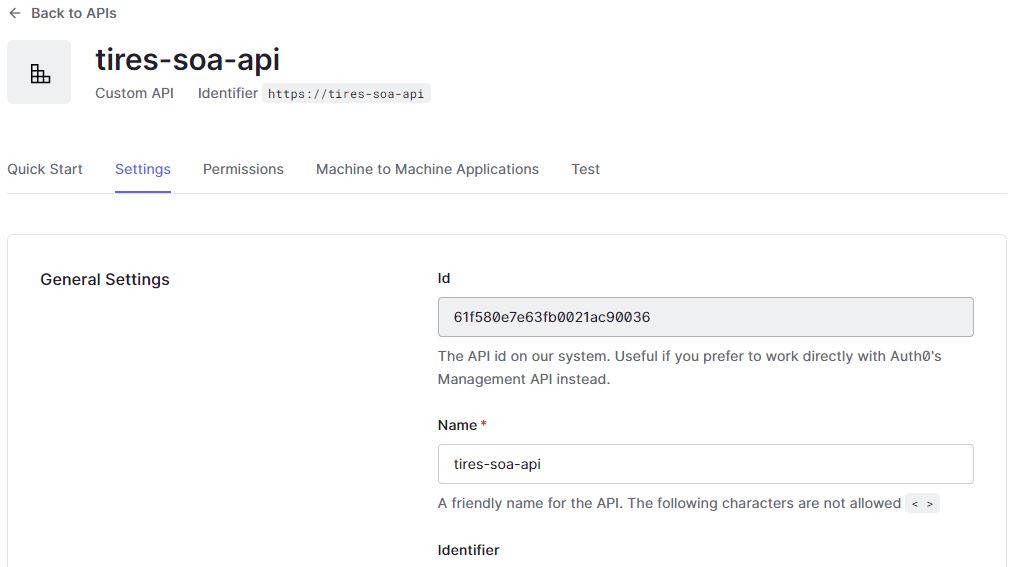 Back to APIs
tires-soa-api
Custom API Identifier https://tires-soa-api
Quick Start Settings Permissions Machine to Machine Applications Test
General Settings
Id
61f580e7e63fb0021ac90036
The API id on our system. Useful if you prefer to work directly with Auth0's
Management API instead.
Name *
tires-soa-api
A friendly name for the API. The following characters are not allowed < >
Identifier